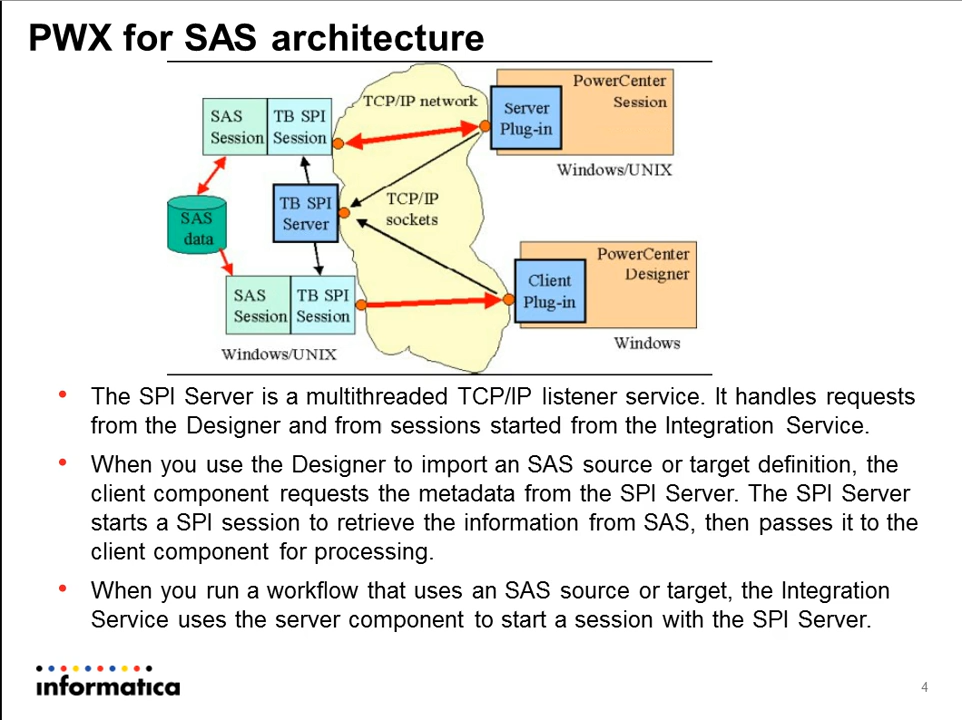 PWX for SAS architecture
TCP/IP network
PowerCenter
Session
Server
Plug-in
SAS
Session
TB SPI
Session
Windows/UNIX
TB SPI
Server
TCP/IP
sockets
SAS
data
PowerCenter
Designer
Client
Plug-in
SAS
Session
TB SPI
Session
Windows
Windows/UNIX
• The SPI Server is a multithreaded TCP/IP listener service. It handles requests
from the Designer and from sessions started from the Integration Service.
• When you use the Designer to import an SAS source or target definition, the
client component requests the metadata from the SPI Server. The SPI Server
starts a SPI session to retrieve the information from SAS, then passes it to the
client component for processing.
• When you run a workflow that uses an SAS source or target, the Integration
Service uses the server component to start a session with the SPI Server.
informatica
4